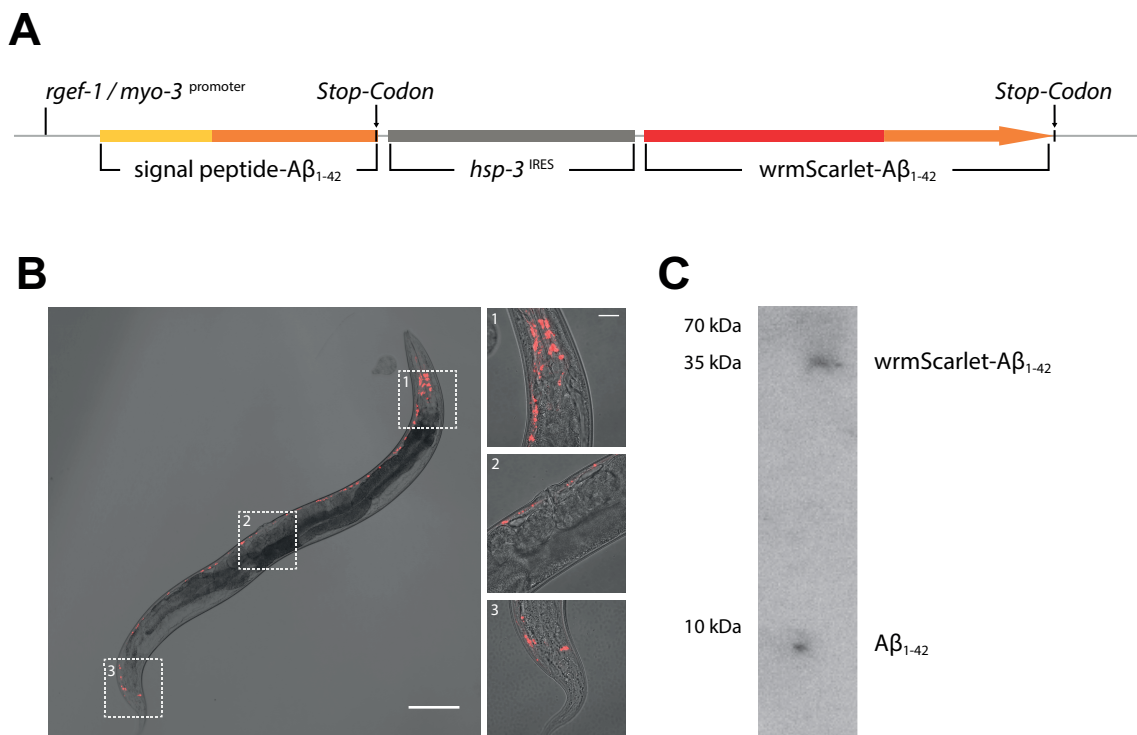 A
rgef-1 / myo-3 promoter
Stop-Codon
Stop-Codon
signal peptide-Aβ1-42
hsp-3 IRES
wrmScarlet-Aβ1-42
B
C
1
2
3
1
2
3
70 kDa
35 kDa
wrmScarlet-Aβ1-42
10 kDa
Aβ1-42